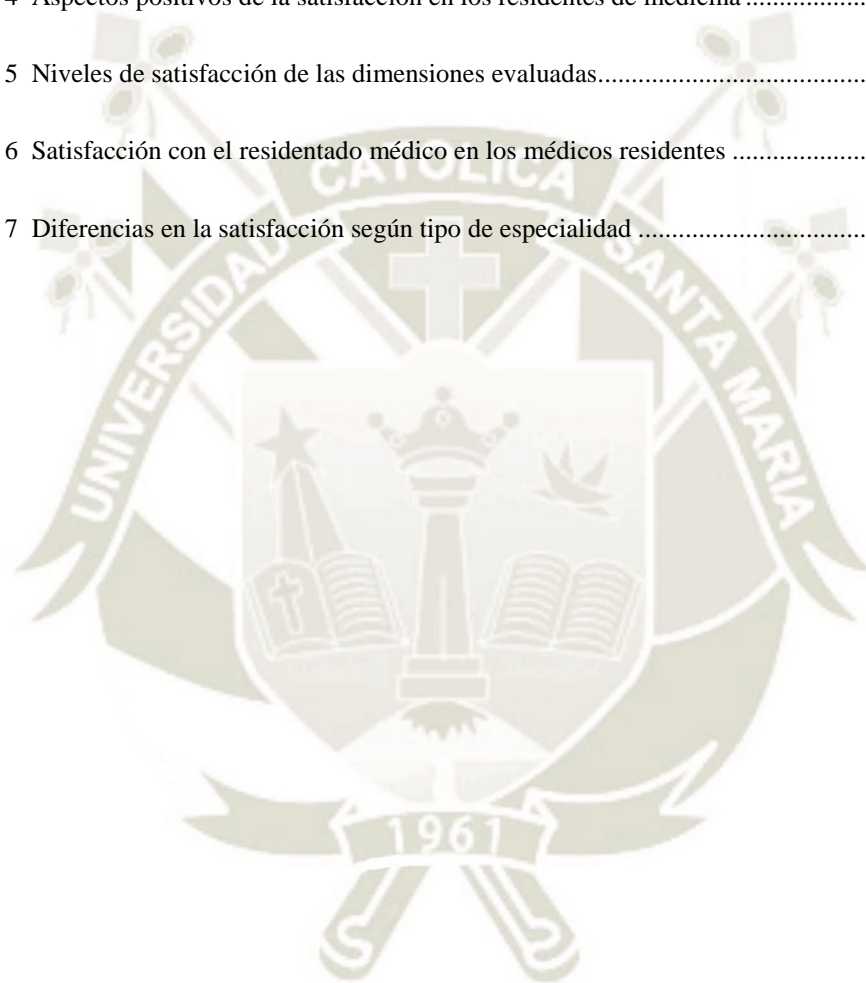 4 Aspectos positivos de la satisfacción en los residentes de medicina ..................
5 Niveles de satisfacción de las dimensiones evaluadas.....................................
6 Satisfacción con el residentado médico en los médicos residentes ...................
7 Diferencias en la satisfacción según tipo de especialidad ................................
UNIVERSIDAD CATOLICA SANTA MARIA
1961